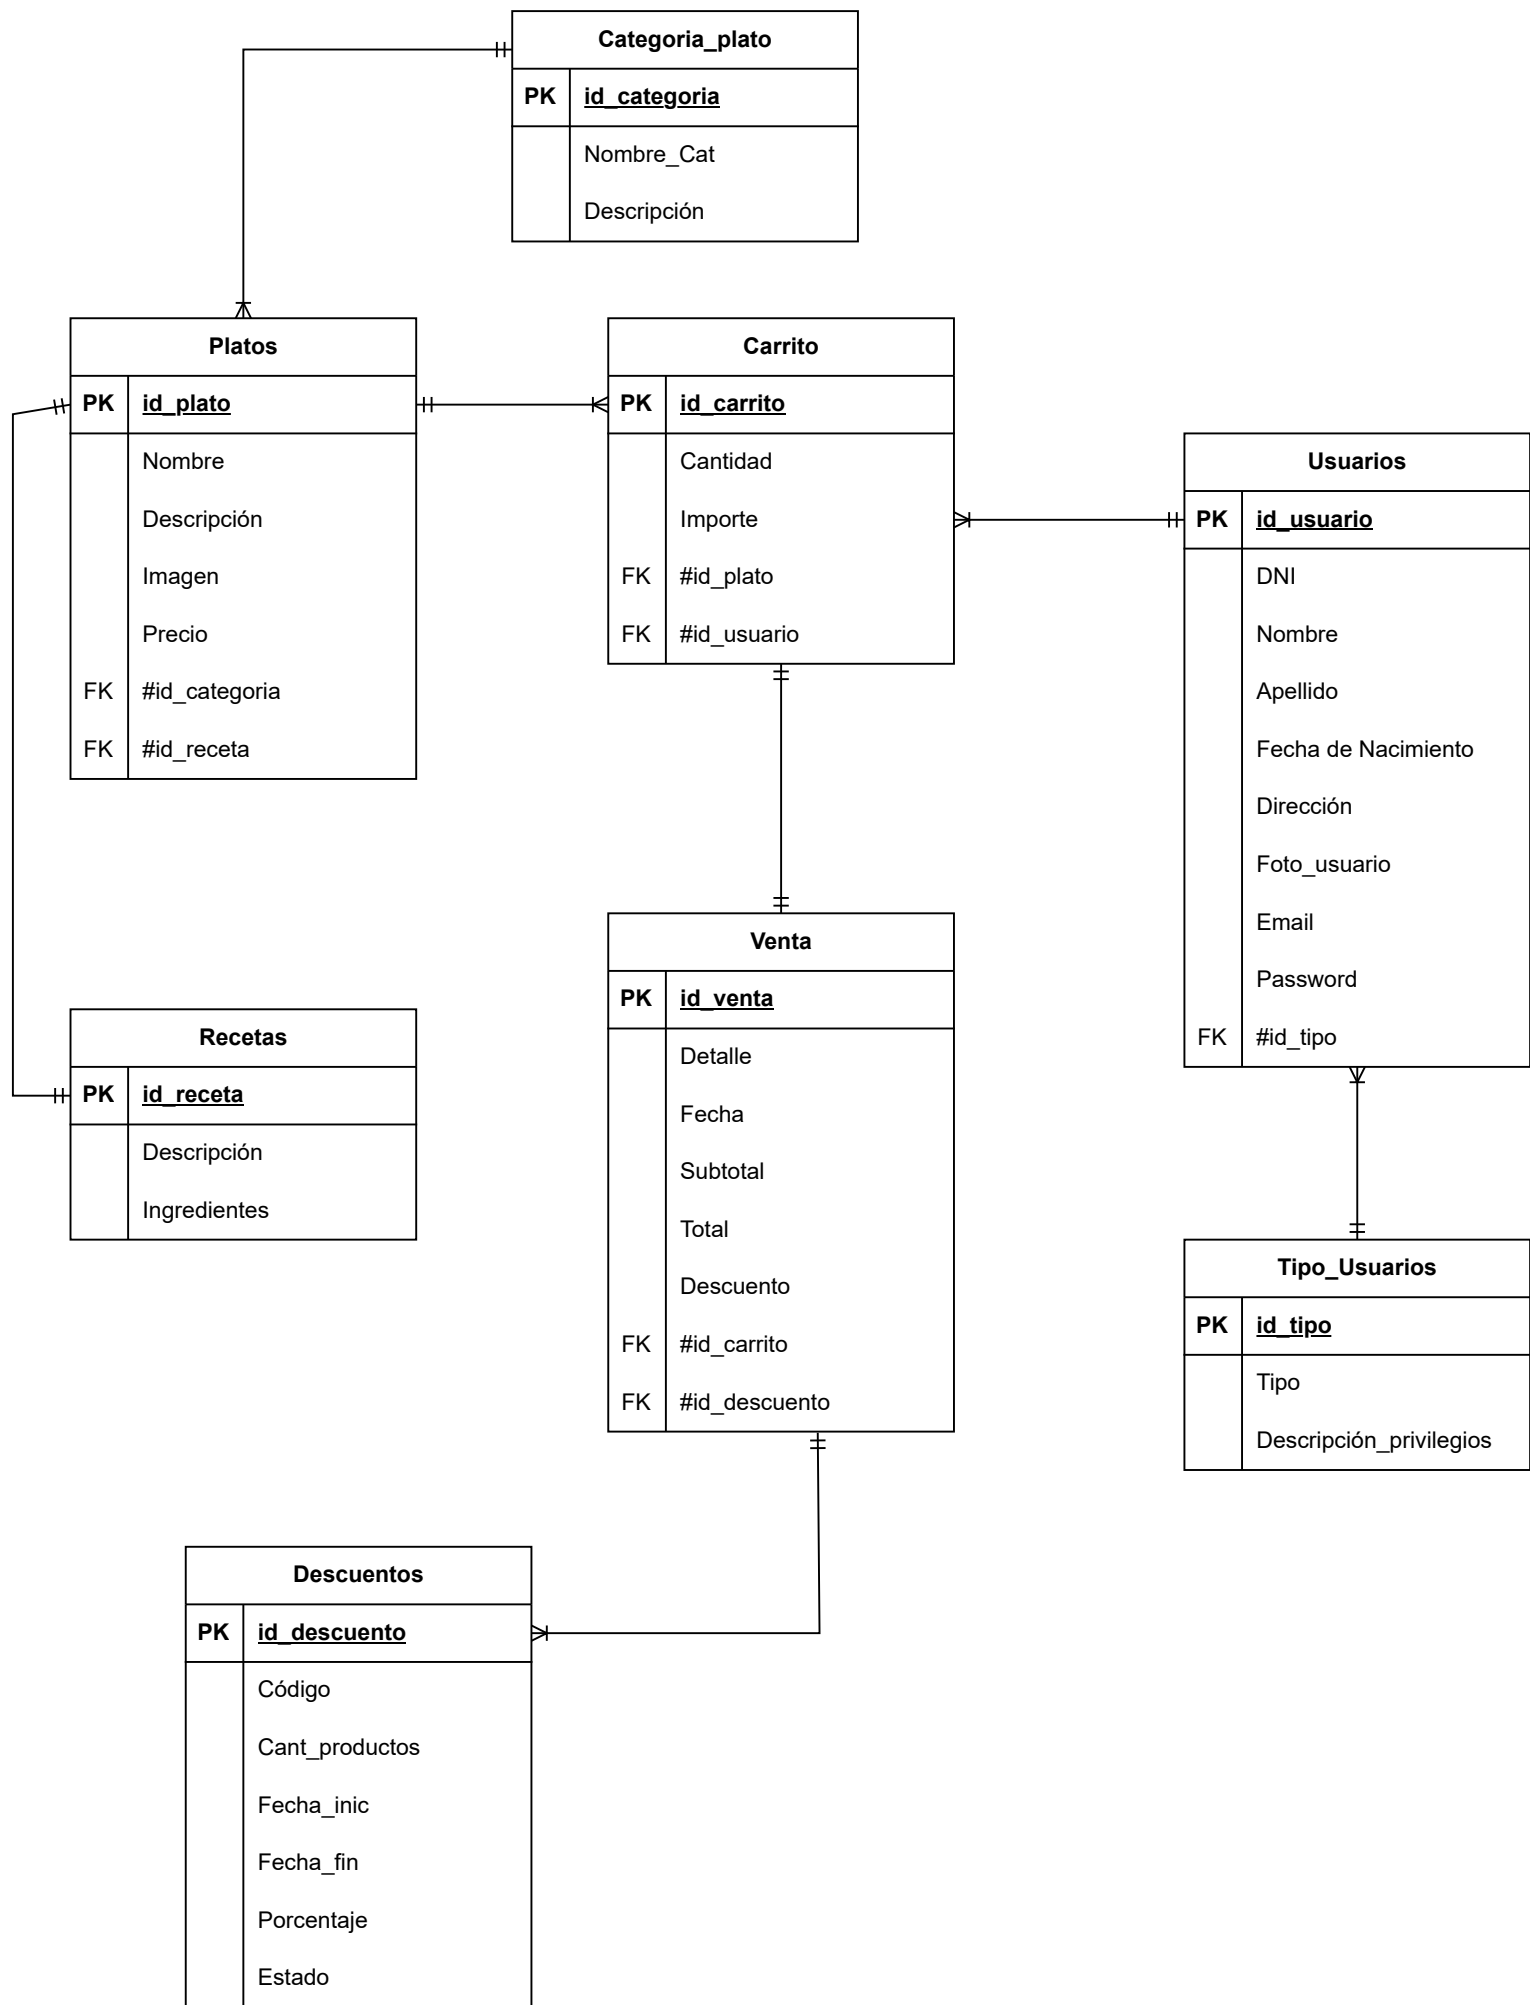 Categoria_plato
PK id_categoria
Nombre_Cat
Descripción
Platos
PK id_plato
Nombre
Descripción
Imagen
Precio
FK #id_categoria
FK #id_receta
Carrito
PK id_carrito
Cantidad
Importe
FK #id_plato
FK #id_usuario
Usuarios
PK id_usuario
DNI
Nombre
Apellido
Fecha de Nacimiento
Dirección
Foto_usuario
Email
Password
FK #id_tipo
Venta
PK id_venta
Detalle
Fecha
Subtotal
Total
Descuento
FK #id_carrito
FK #id_descuento
Recetas
PK id_receta
Descripción
Ingredientes
Tipo_Usuarios
PK id_tipo
Tipo
Descripción_privilegios
Descuentos
PK id_descuento
Código
Cant_productos
Fecha_inic
Fecha_fin
Porcentaje
Estado